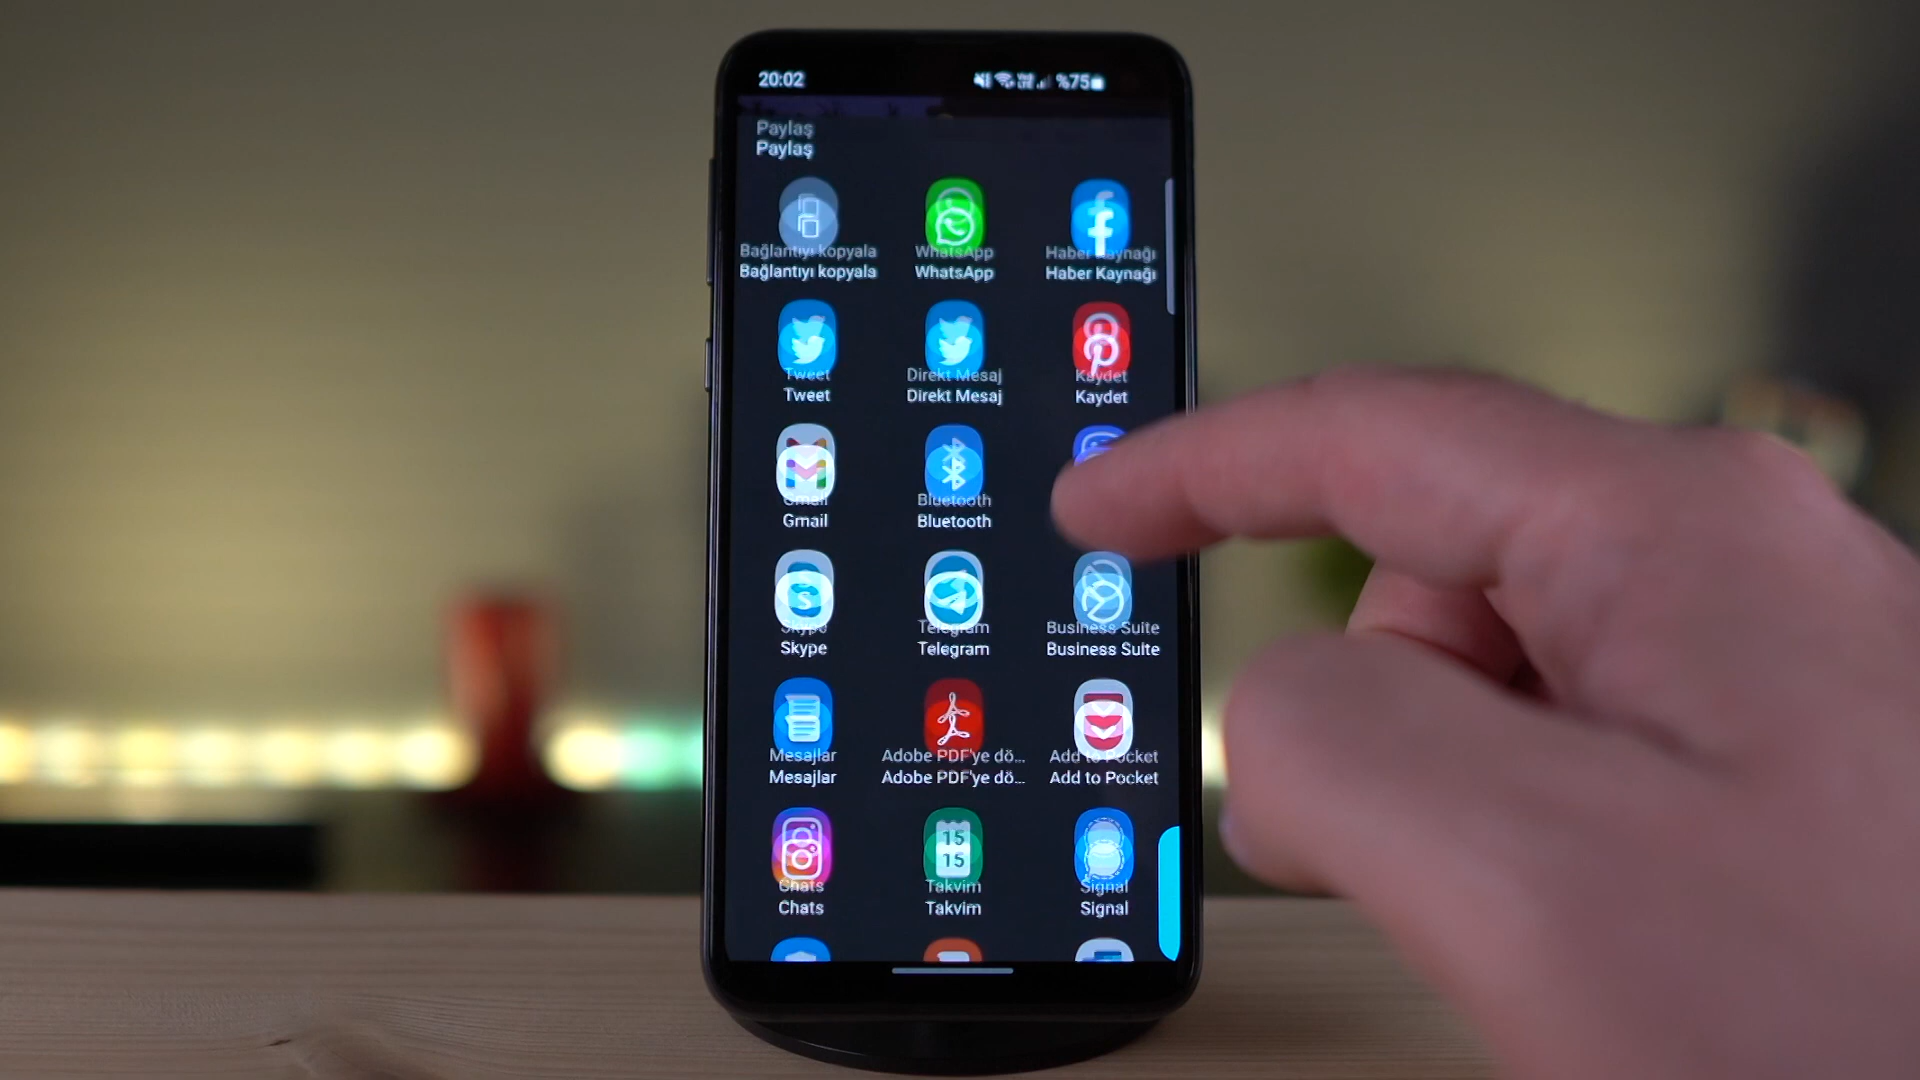 20:02 %75
Paylaş
Paylaş
Bağlantıyı kopyala WhatsApp Haber Kaynağı
Bağlantıyı kopyala WhatsApp Haber Kaynağı
Tweet Direkt Mesaj Kaydet
Tweet Direkt Mesaj Kaydet
Gmail Bluetooth
Gmail Bluetooth
Skype Telegram Business Suite
Skype Telegram Business Suite
Mesajlar Adobe PDF'ye dö... Add to Pocket
Mesajlar Adobe PDF'ye dö... Add to Pocket
15
15
Chats Takvim Signal
Chats Takvim Signal